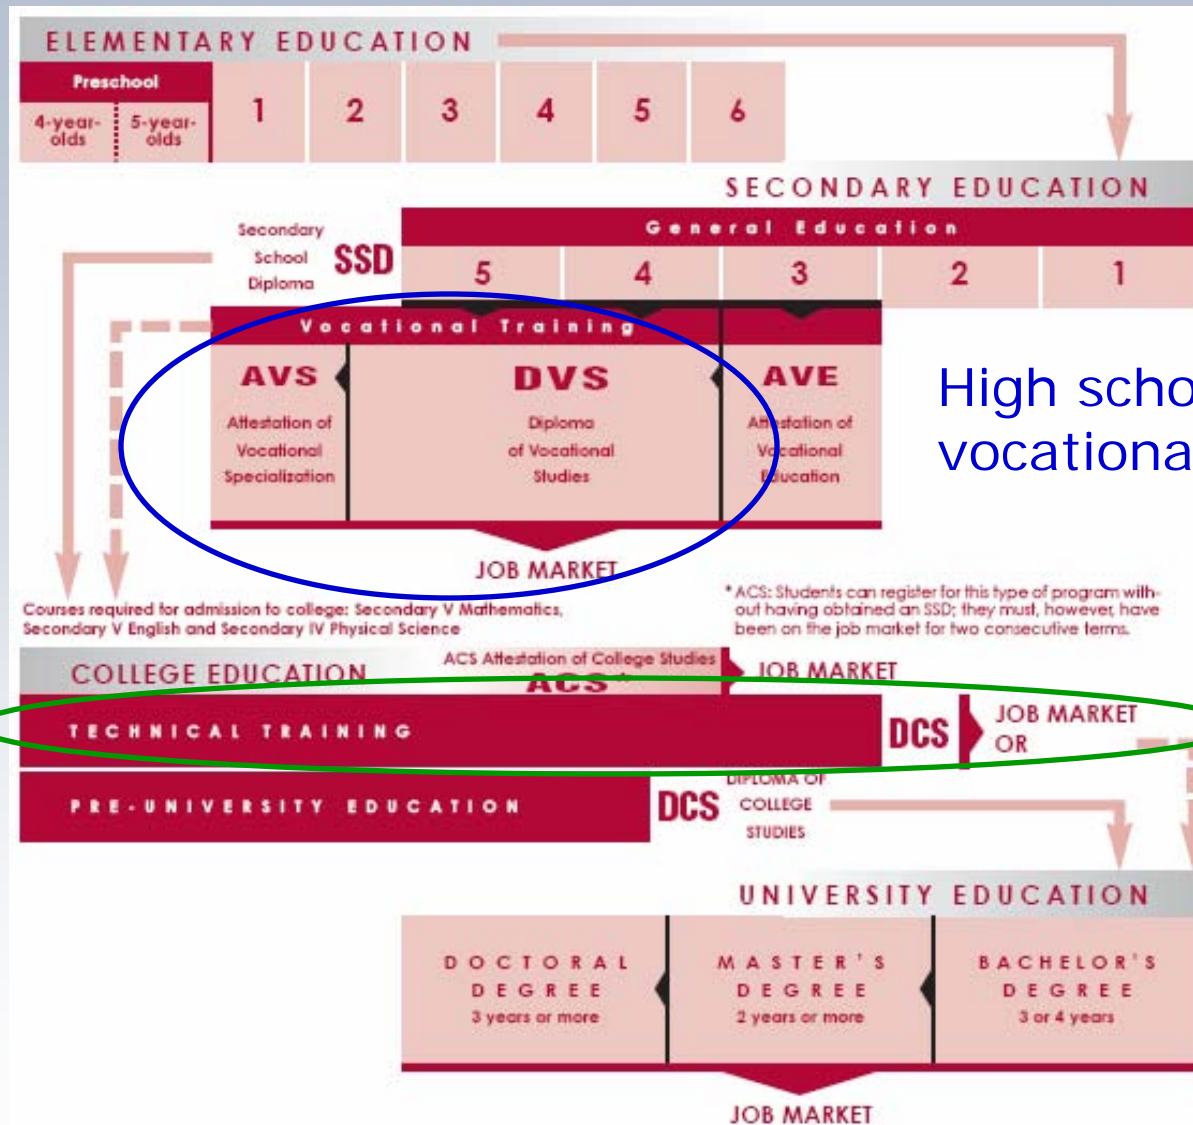 ELEMENTARY EDUCATION
Preschool
4-year-
olds
5-year-
olds
1 2 3 4 5 6
SECONDARY EDUCATION
General Education
Secondary
School
Diploma
SSD
5 4 3 2 1
Vocational Training
AVS
Attestation of
Vocational
Specialization
DVS
Diploma
of Vocational
Studies
AVE
Attestation of
Vocational
Education
High scho
vocationa
JOB MARKET
Courses required for admission to college: Secondary V Mathematics,
Secondary V English and Secondary IV Physical Science
* ACS: Students can register for this type of program with-
out having obtained an SSD; they must, however, have
been on the job market for two consecutive terms.
COLLEGE EDUCATION
ACS Attestation of College Studies
ACS*
JOB MARKET
TECHNICAL TRAINING
DCS
JOB MARKET
OR
PRE-UNIVERSITY EDUCATION
DCS
DIPLOMA OF
COLLEGE
STUDIES
UNIVERSITY EDUCATION
DOCTORAL
DEGREE
3 years or more
MASTER'S
DEGREE
2 years or more
BACHELOR'S
DEGREE
3 or 4 years
JOB MARKET